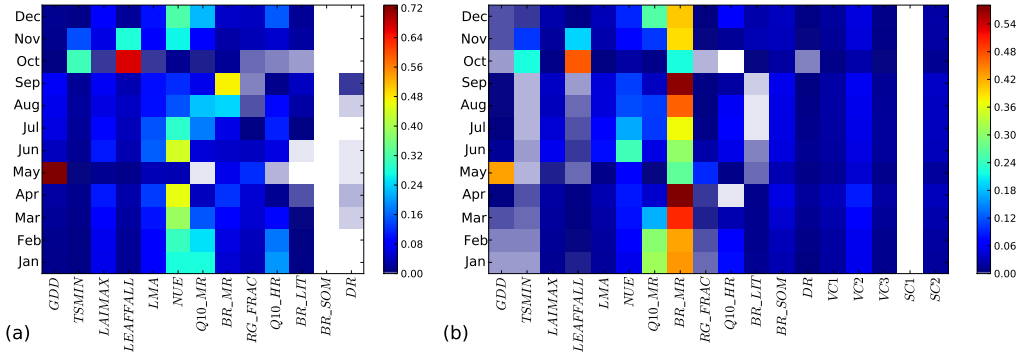 Dec
Nov
Oct
Sep
Aug
Jul
Jun
May
Apr
Mar
Feb
Jan
GDD
TSMIN
LAIMAX
LEAFFALL
LMA
NUE
Q10_MR
BR_MR
RG_FRAC
Q10_HR
BR_LIT
BR_SOM
DR
0.72
0.64
0.56
0.48
0.40
0.32
0.24
0.16
0.08
0.00
(a)
Dec
Nov
Oct
Sep
Aug
Jul
Jun
May
Apr
Mar
Feb
Jan
GDD
TSMIN
LAIMAX
LEAFFALL
LMA
NUE
Q10_MR
BR_MR
RG_FRAC
Q10_HR
BR_LIT
BR_SOM
DR
VC1
VC2
VC3
SC1
SC2
0.54
0.48
0.42
0.36
0.30
0.24
0.18
0.12
0.06
0.00
(b)